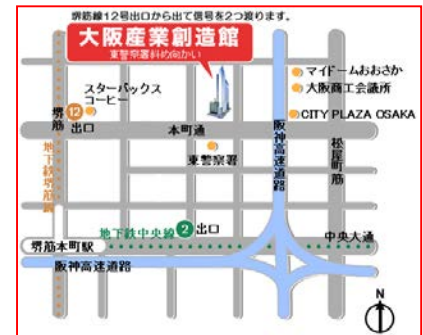 堺筋線12号出口から出て信号を2つ渡ります。
大阪産業創造館
東警察署斜め向かい
マイドームおおさか
大阪商工会議所
CITY PLAZA OSAKA
スターバックス
コーヒー
堺筋
12
出口
本町通
東警察署
阪神高速道路
松屋町筋
地下鉄堺筋線
地下鉄中央線
2
出口
堺筋本町駅
中央大通
阪神高速道路
N